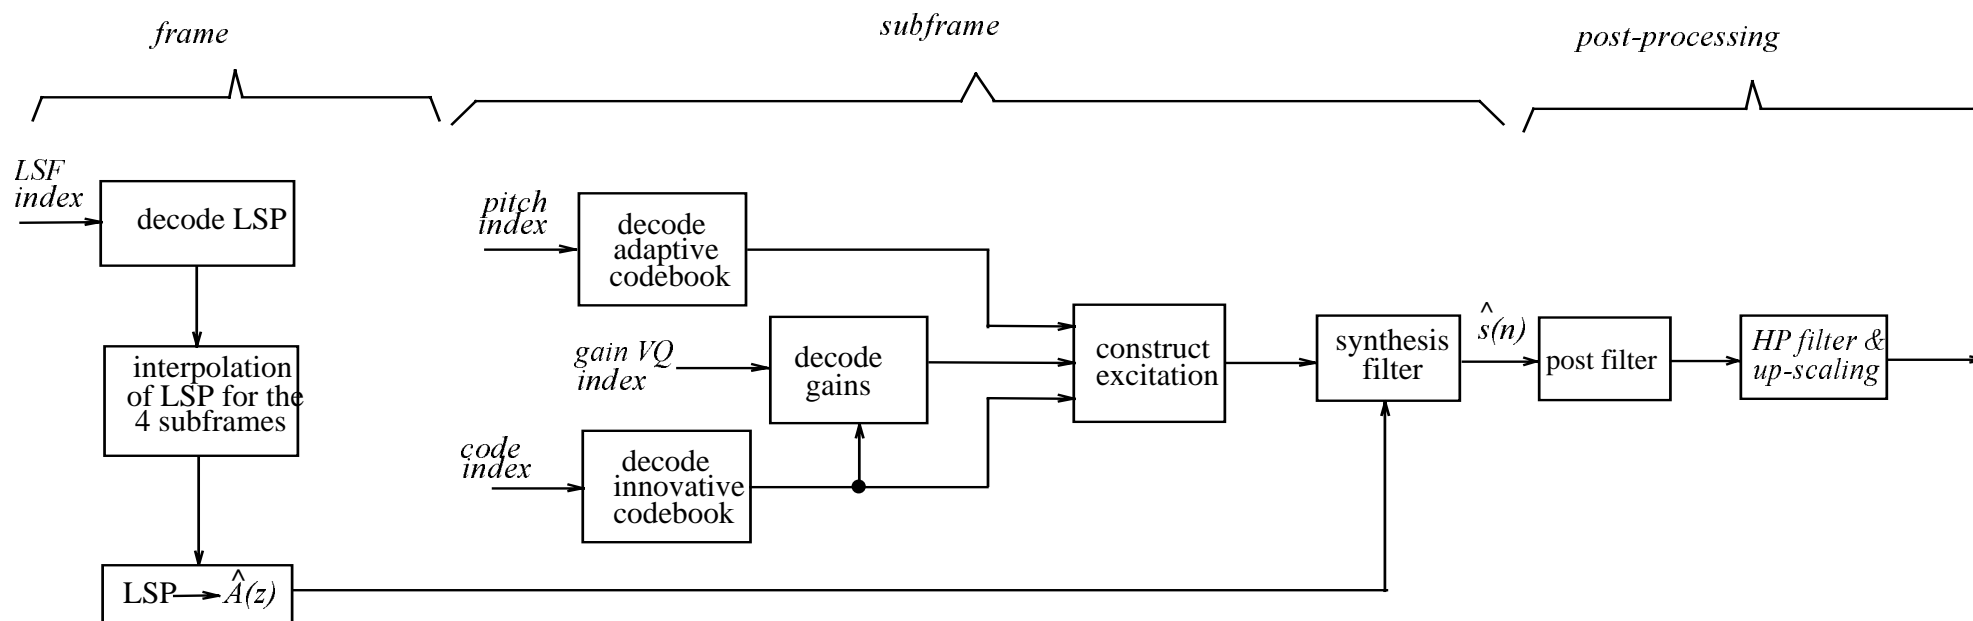 frame
subframe
post-processing
LSF
index
decode LSP
interpolation
of LSP for the
4 subframes
LSP Â(z)
pitch
index
decode
adaptive
codebook
gain VQ
index
decode
gains
code
index
decode
innovative
codebook
construct
excitation
synthesis
filter
ŝ(n)
post filter
HP filter &
up-scaling